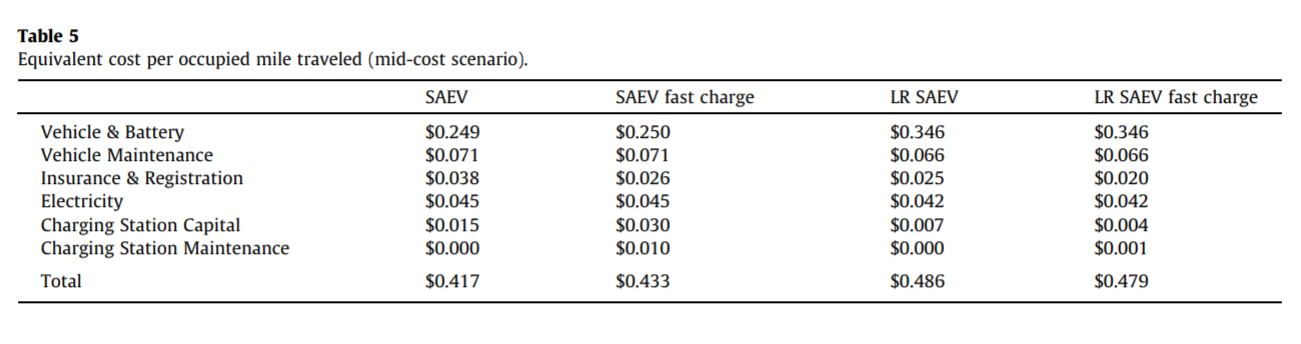 Table 5
Equivalent cost per occupied mile traveled (mid-cost scenario).
SAEV SAEV fast charge LR SAEV LR SAEV fast charge
Vehicle & Battery $0.249 $0.250 $0.346 $0.346
Vehicle Maintenance $0.071 $0.071 $0.066 $0.066
Insurance & Registration $0.038 $0.026 $0.025 $0.020
Electricity $0.045 $0.045 $0.042 $0.042
Charging Station Capital $0.015 $0.030 $0.007 $0.004
Charging Station Maintenance $0.000 $0.010 $0.000 $0.001
Total $0.417 $0.433 $0.486 $0.479